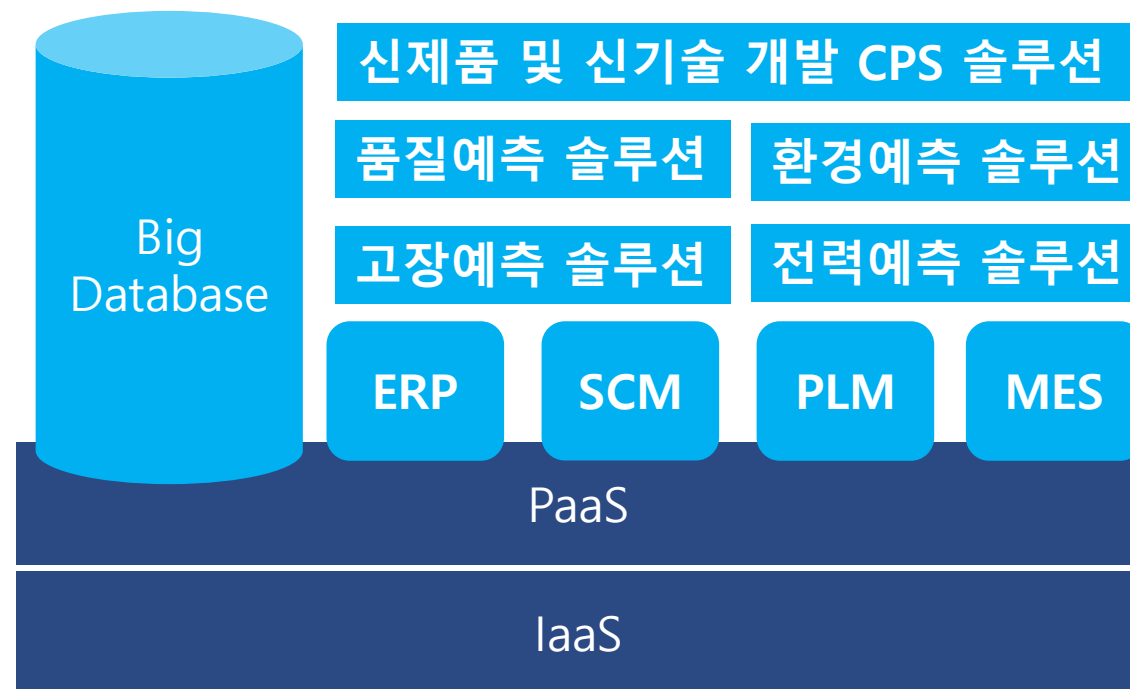 신제품 및 신기술 개발 CPS 솔루션
품질예측 솔루션
환경예측 솔루션
Big
Database
고장예측 솔루션
전력예측 솔루션
ERP
SCM
PLM
MES
PaaS
IaaS